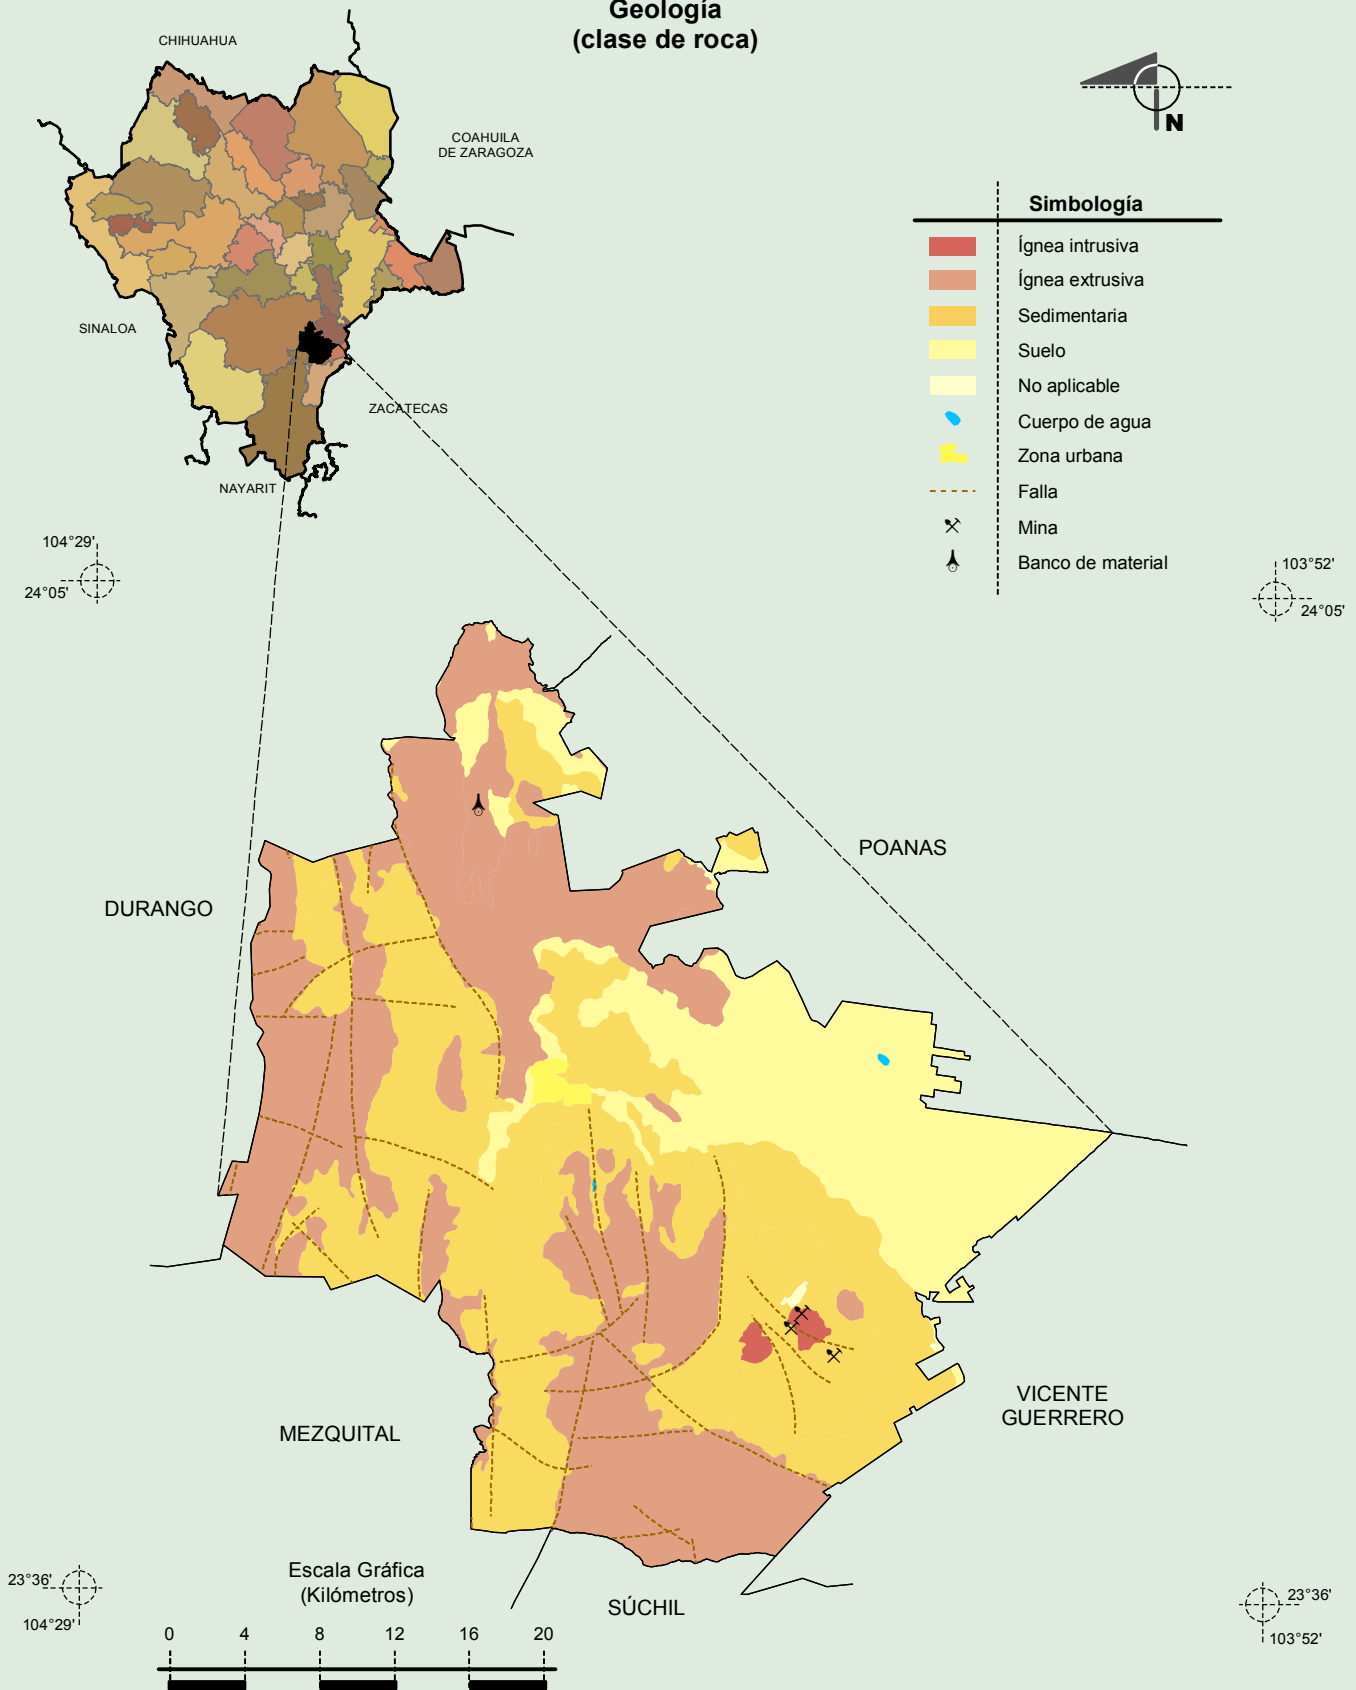 Geología
(clase de roca)
CHIHUAHUA
COAHUILA
DE ZARAGOZA
SINALOA
ZACATECAS
NAYARIT
N
Simbología
Ígnea intrusiva
Ígnea extrusiva
Sedimentaria
Suelo
No aplicable
Cuerpo de agua
Zona urbana
Falla
Mina
Banco de material
104°29'
24°05'
103°52'
24°05'
POANAS
DURANGO
VICENTE
GUERRERO
MEZQUITAL
SÚCHIL
23°36'
104°29'
23°36'
103°52'
Escala Gráfica
(Kilómetros)
0 4 8 12 16 20